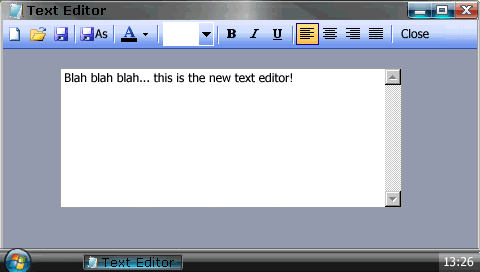 Text Editor
As A B I U Close
Blah blah blah... this is the new text editor!
Text Editor
13:26